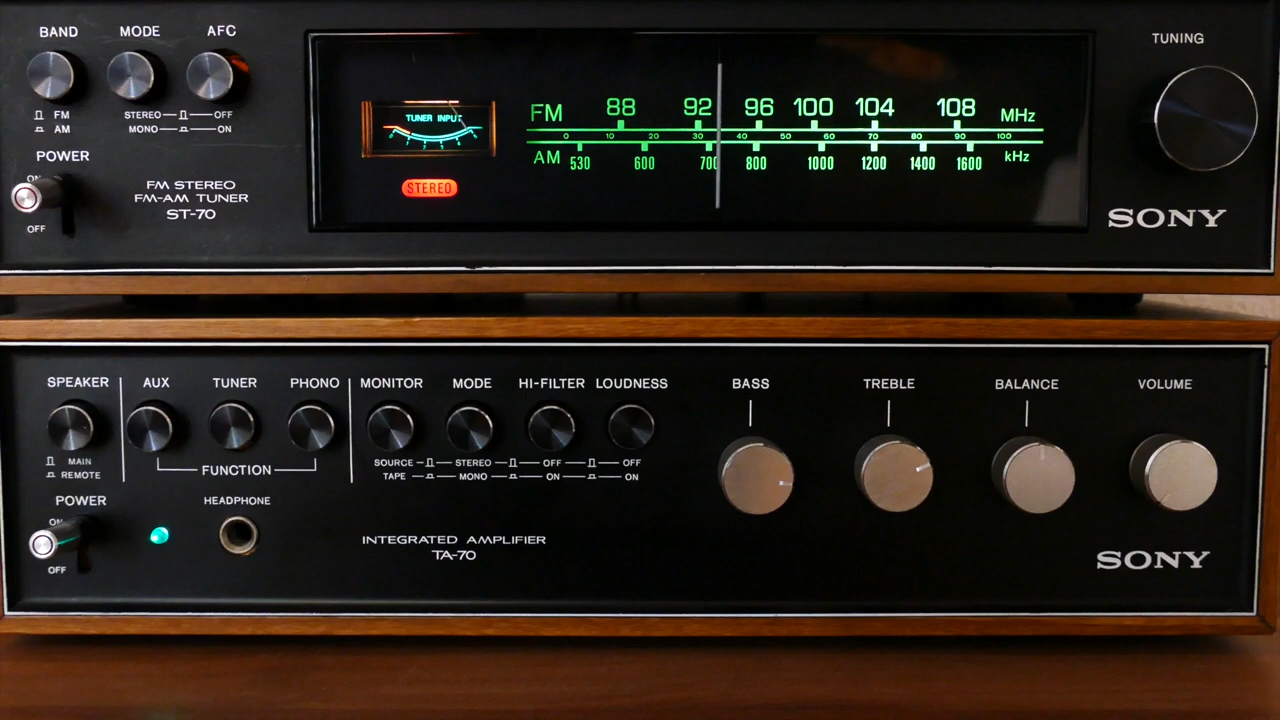 BAND MODE AFC
TUNING
TUNER INPUT
FM 88 92 96 100 104 108 MHz
0 10 20 30 40 50 60 70 80 90 100
AM 530 600 700 800 1000 1200 1400 1600 kHz
FM STEREO OFF
AM MONO ON
POWER
ON
OFF
FM STEREO
FM-AM TUNER
ST-70
STEREO
SONY
SPEAKER AUX TUNER PHONO MONITOR MODE HI-FILTER LOUDNESS BASS TREBLE BALANCE VOLUME
MAIN
REMOTE
FUNCTION
SOURCE STEREO OFF OFF
TAPE MONO ON ON
POWER
ON
OFF
HEADPHONE
INTEGRATED AMPLIFIER
TA-70
SONY